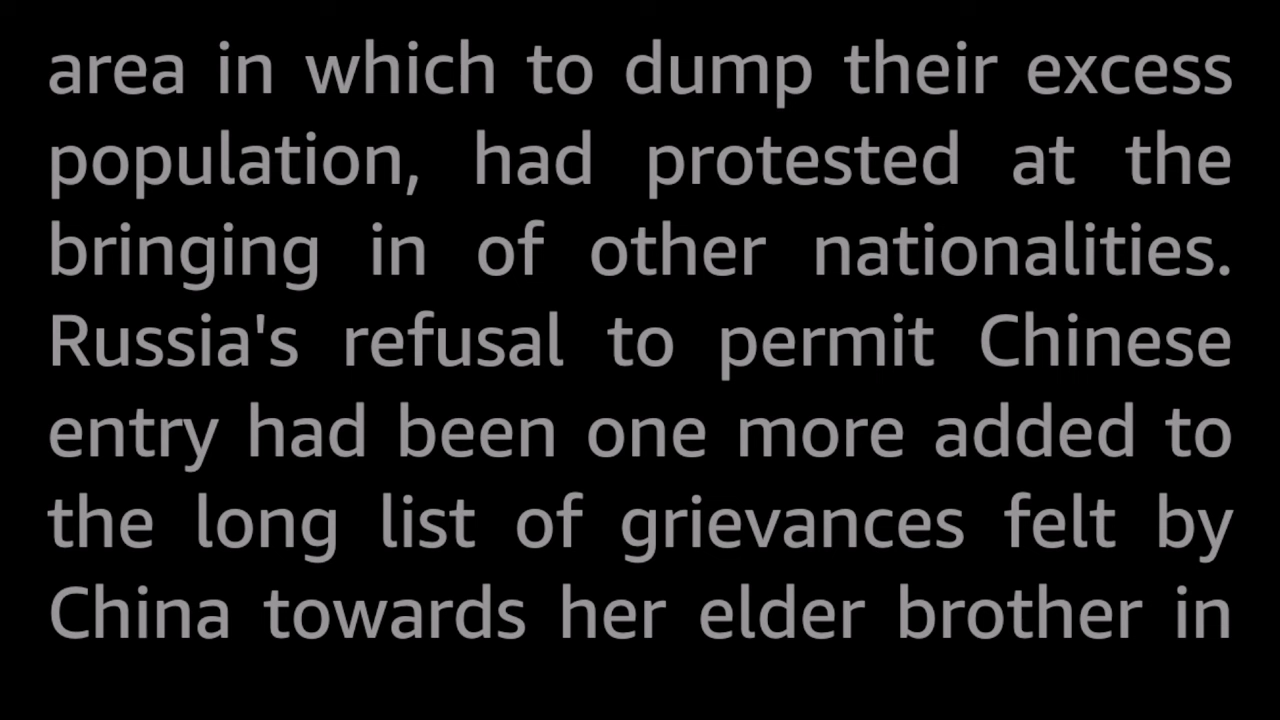 area in which to dump their excess
population, had protested at the
bringing in of other nationalities.
Russia's refusal to permit Chinese
entry had been one more added to
the long list of grievances felt by
China towards her elder brother in